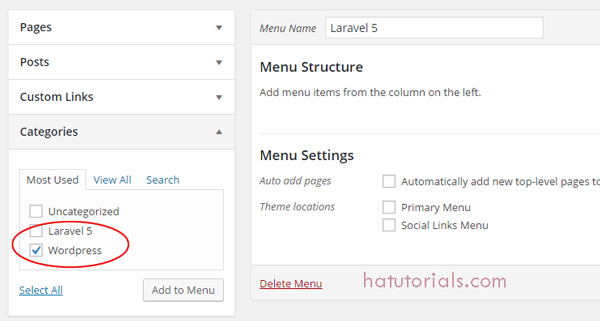 Pages
Posts
Custom Links
Categories
Most Used View All Search
Uncategorized
Laravel 5
Wordpress
Select All Add to Menu
Menu Name Laravel 5
Menu Structure
Add menu items from the column on the left.
Menu Settings
Auto add pages Automatically add new top-level pages to
Theme locations Primary Menu
Social Links Menu
Delete Menu hatutorials.com